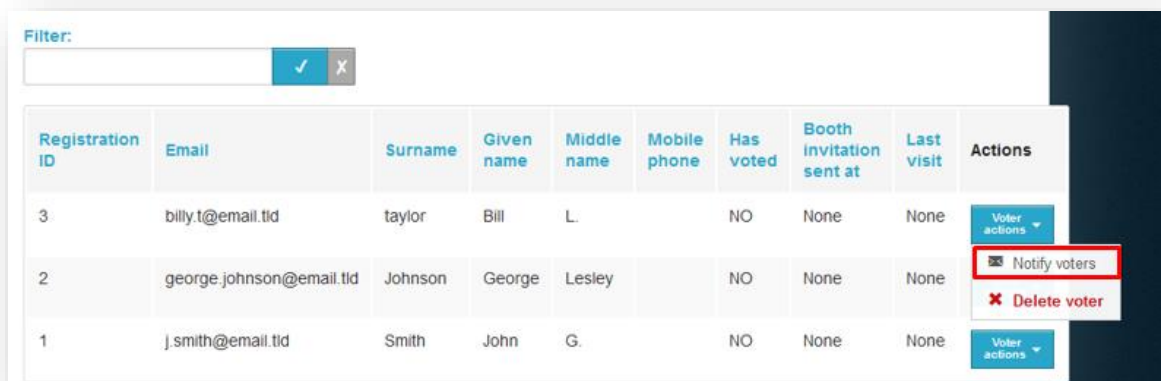 Filter:
✓ X
Registration ID Email Surname Given name Middle name Mobile phone Has voted Booth invitation sent at Last visit Actions
3 billy.t@email.tld taylor Bill L. NO None None Voter actions
Notify voters
2 george.johnson@email.tld Johnson George Lesley NO None None
Delete voter
1 j.smith@email.tld Smith John G. NO None None Voter actions